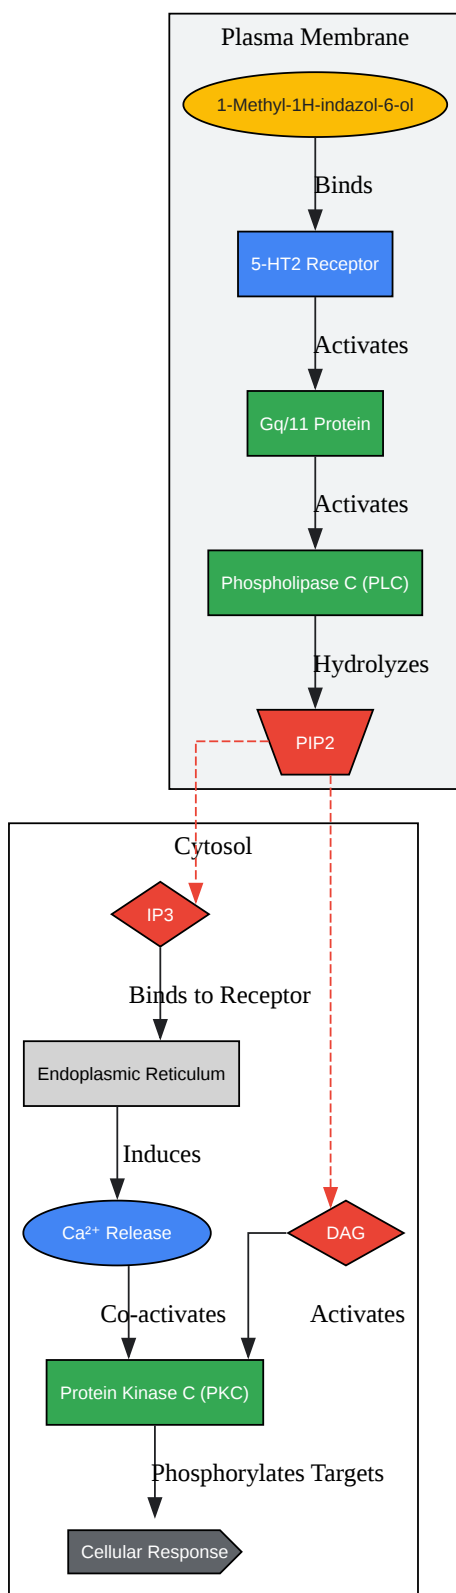 Plasma Membrane
1-Methyl-1H-indazol-6-ol
Binds
5-HT2 Receptor
Activates
Gq/11 Protein
Activates
Phospholipase C (PLC)
Hydrolyzes
PIP2
Cytosol
IP3
Binds to Receptor
Endoplasmic Reticulum
Induces
Ca²⁺ Release
DAG
Co-activates
Activates
Protein Kinase C (PKC)
Phosphorylates Targets
Cellular Response